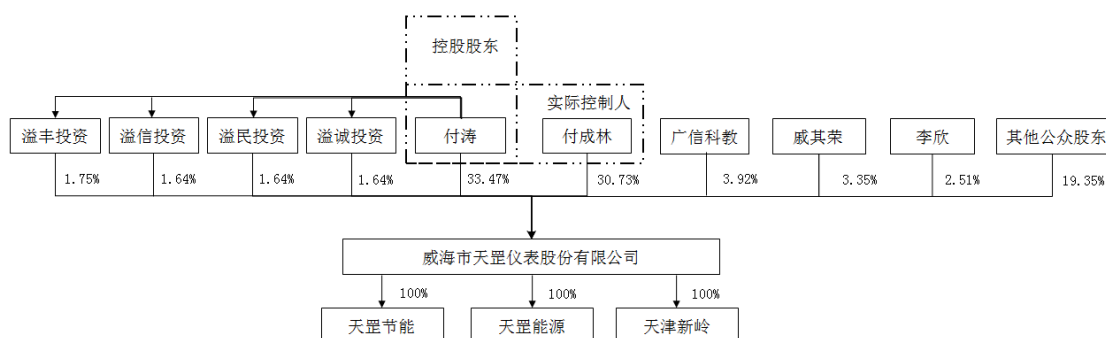 控股股东
实际控制人
溢丰投资
溢信投资
溢民投资
溢诚投资
付涛
付成林
广信科教
戚其荣
李欣
其他公众股东
1.75%
1.64%
1.64%
1.64%
33.47%
30.73%
3.92%
3.35%
2.51%
19.35%
威海市天罡仪表股份有限公司
100%
100%
100%
天罡节能
天罡能源
天津新岭